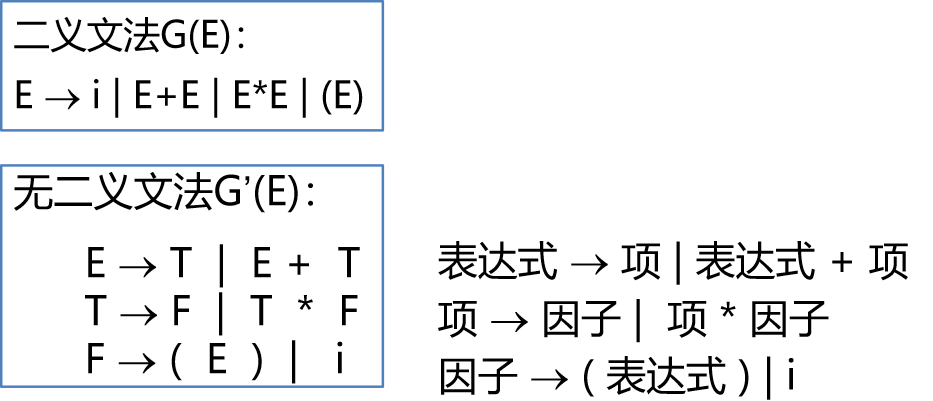 二义文法G(E)：
E → i | E+E | E*E | (E)
无二义文法G’(E)：
E → T | E + T
T → F | T * F
F → ( E ) | i
表达式 → 项 | 表达式 + 项
项 → 因子 | 项 * 因子
因子 → ( 表达式 ) | i